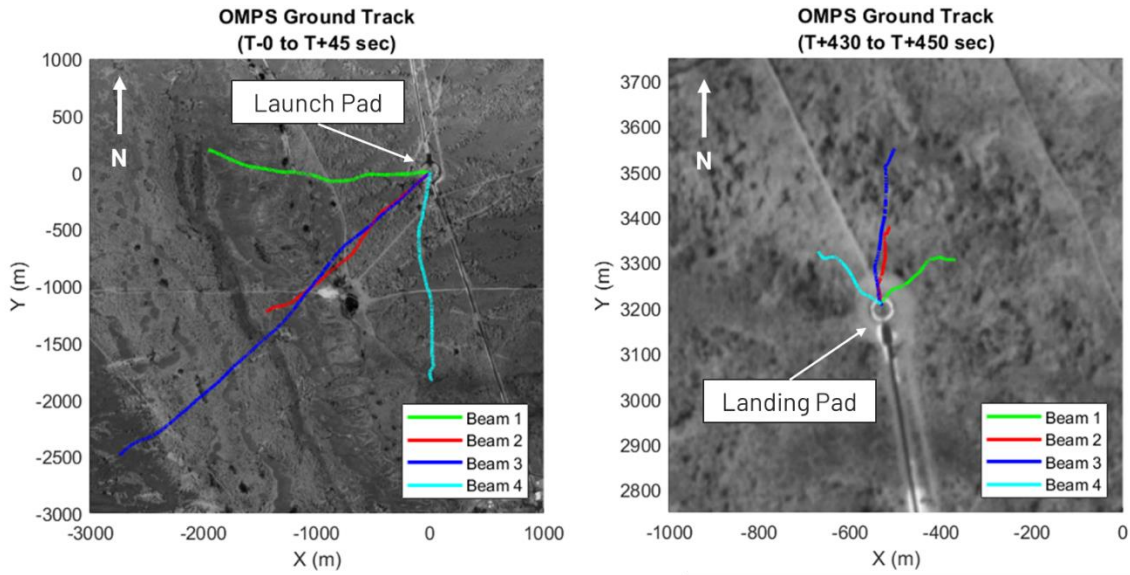 OMPS Ground Track
(T-0 to T+45 sec)
1000
500
0
-500
-1000
-1500
-2000
-2500
-3000
Y (m)
N
Launch Pad
Beam 1
Beam 2
Beam 3
Beam 4
-3000 -2000 -1000 0 1000
X (m)
OMPS Ground Track
(T+430 to T+450 sec)
3700
3600
3500
3400
3300
3200
3100
3000
2900
2800
Y (m)
N
Landing Pad
Beam 1
Beam 2
Beam 3
Beam 4
-1000 -800 -600 -400 -200 0
X (m)